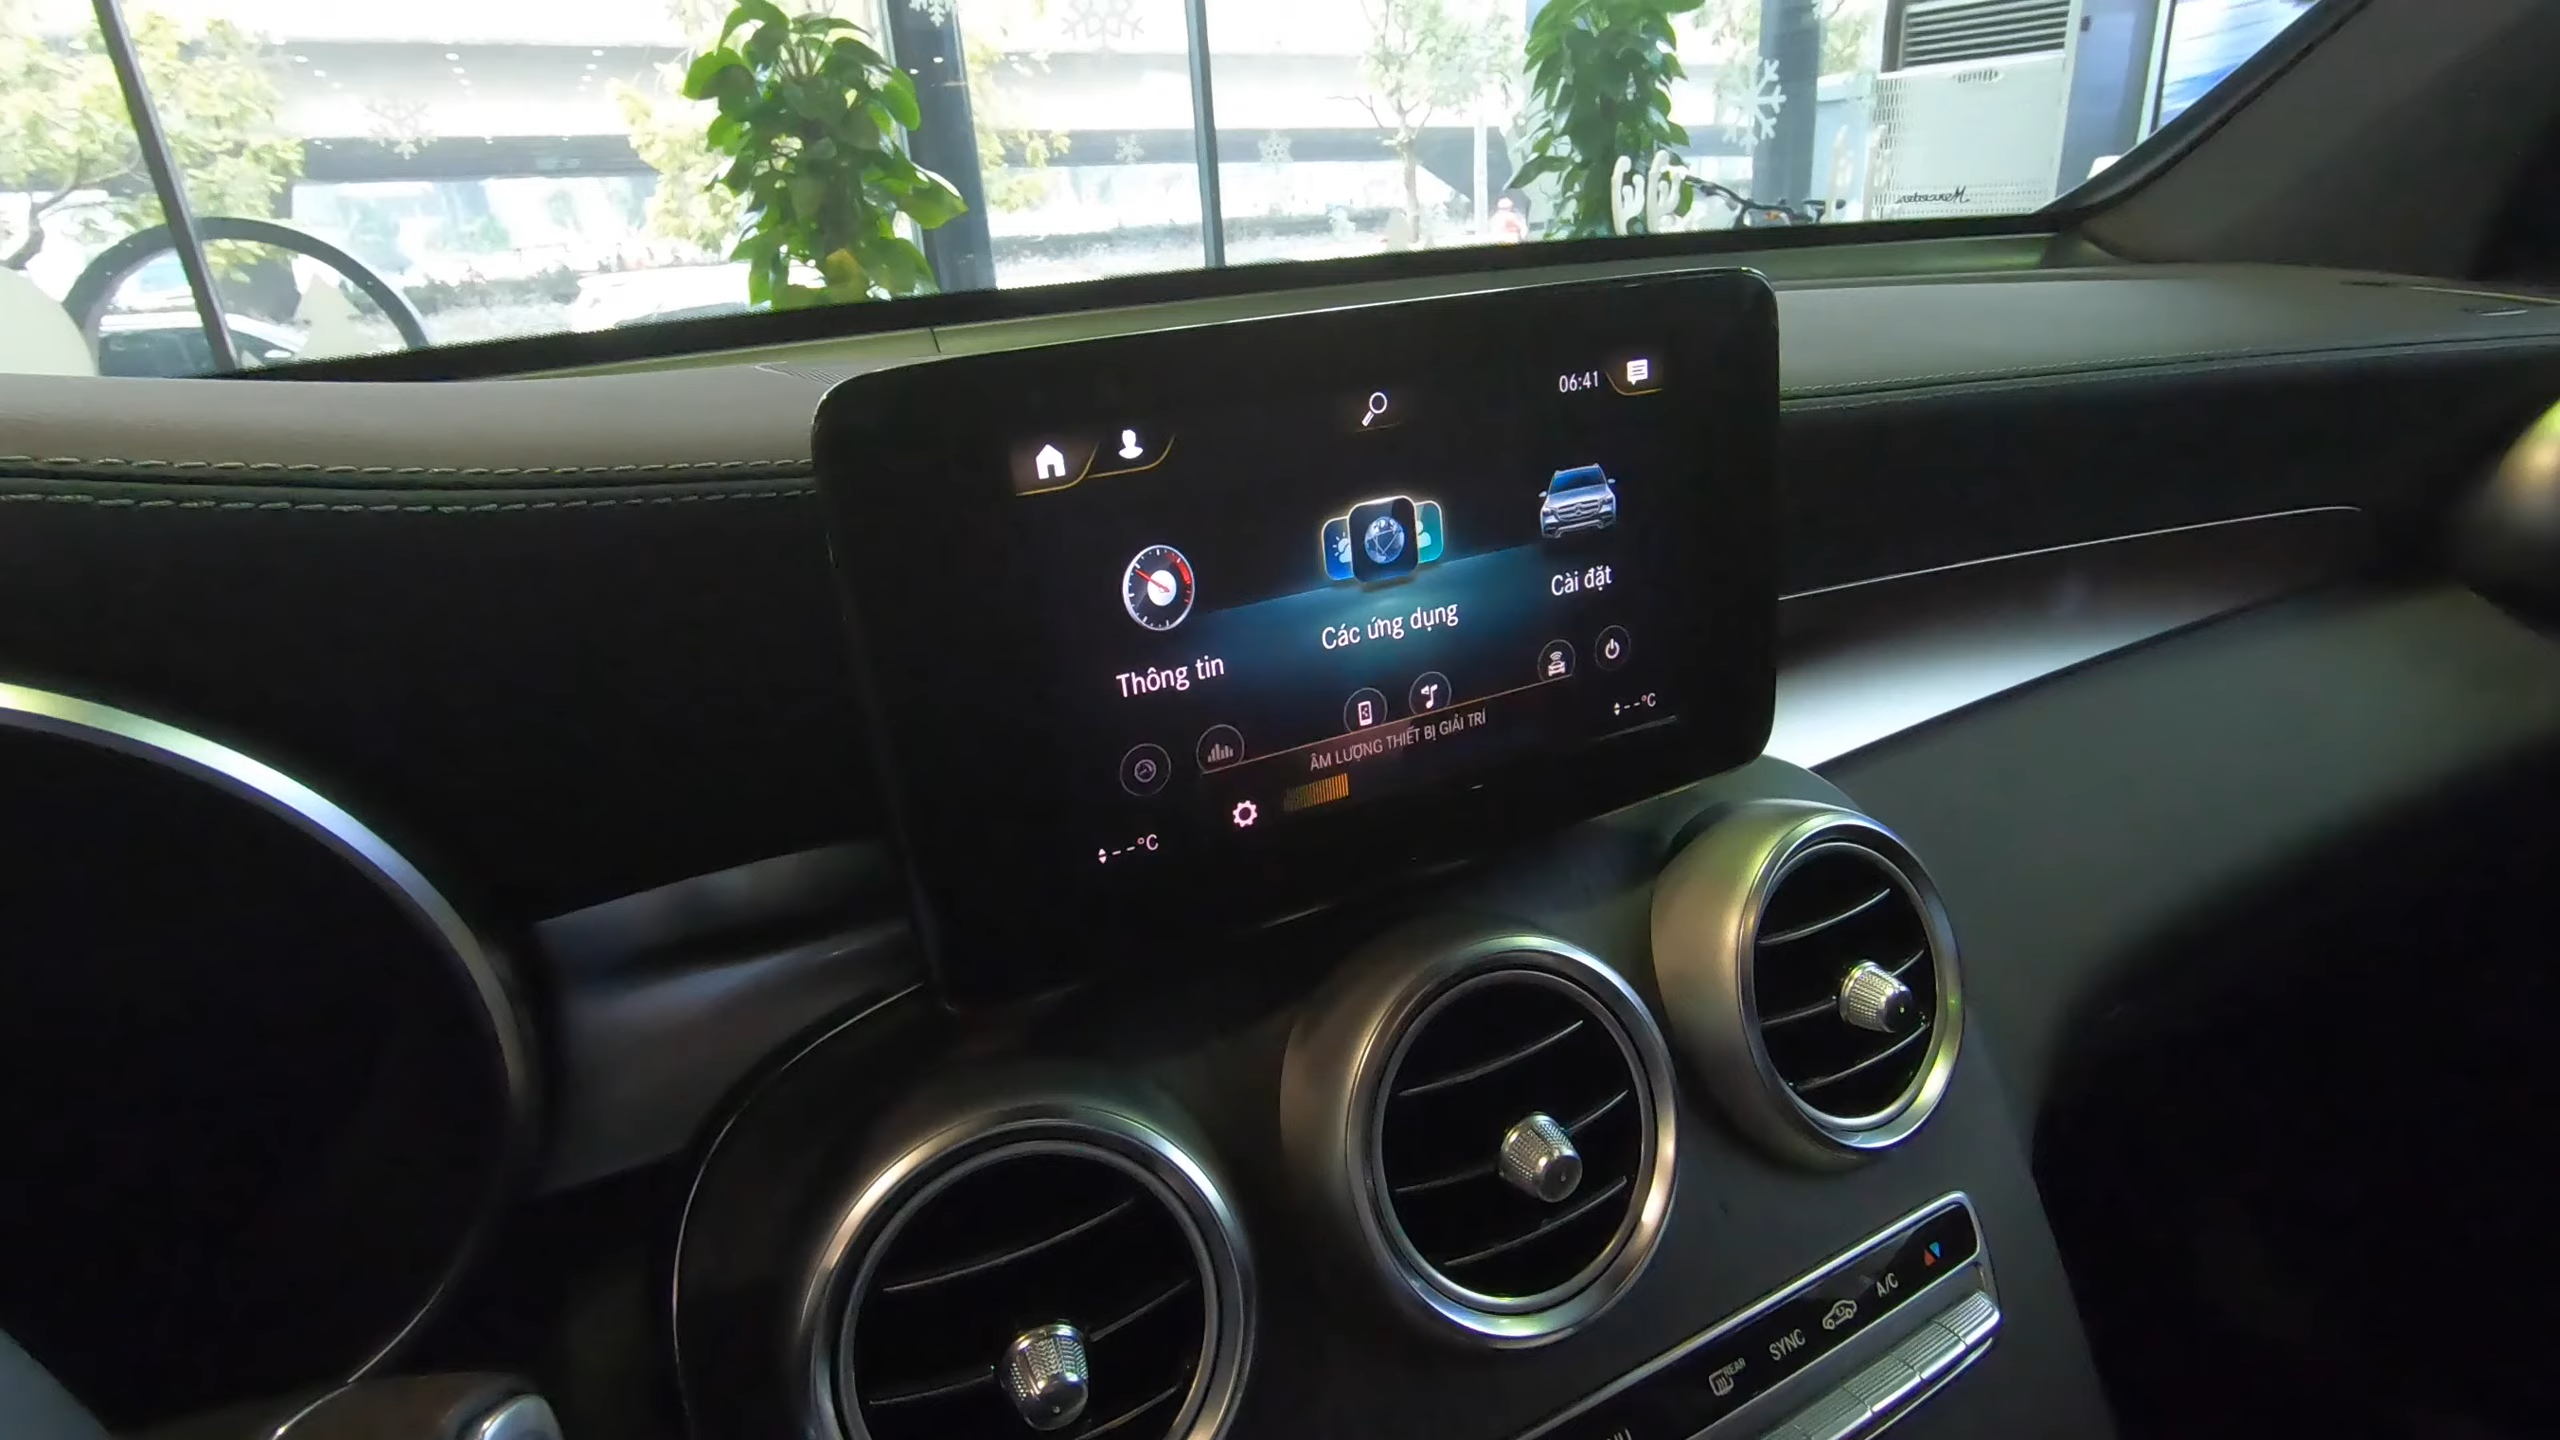 06:41
Thông tin
Các ứng dụng
Cài đặt
ÂM LƯỢNG THIẾT BỊ GIẢI TRÍ
--°C
--°C
REAR
SYNC
A/C